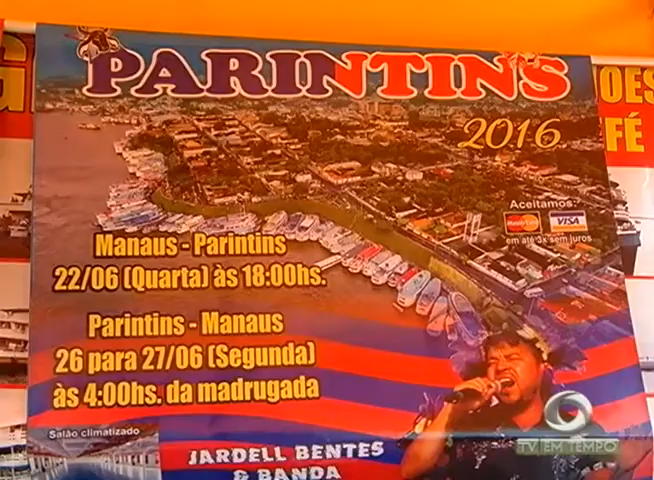 PARINTINS
2016
Aceitamos:
MasterCard VISA
em até 3x sem juros
Manaus - Parintins
22/06 (Quarta) às 18:00hs.
Parintins - Manaus
26 para 27/06 (Segunda)
às 4:00hs. da madrugada
Salão climatizado
JARDELL BENTES
& BANDA
TV EM TEMPO